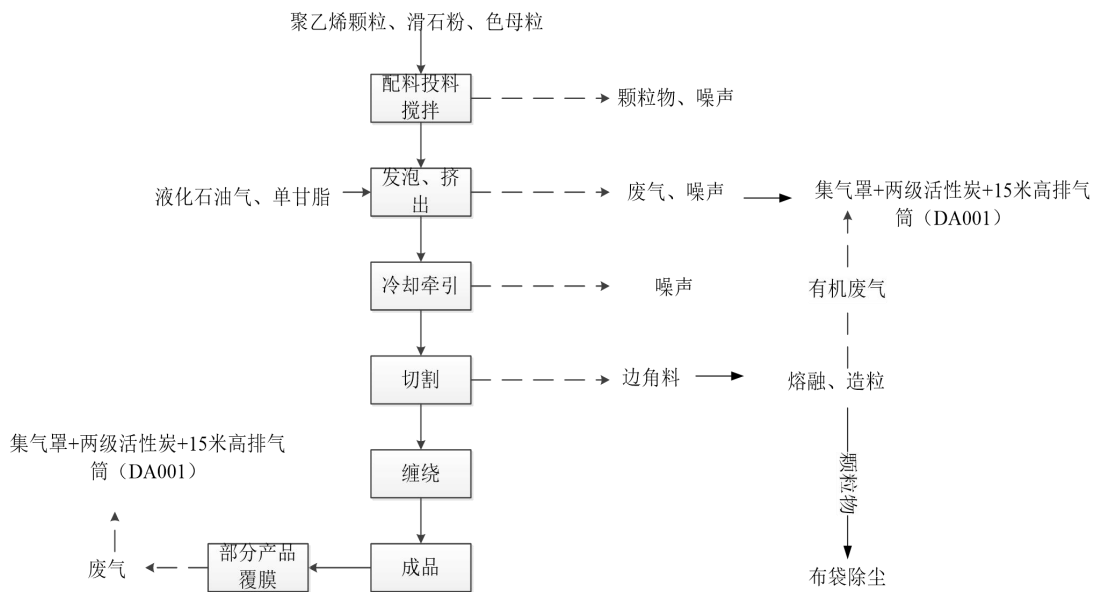 聚乙烯颗粒、滑石粉、色母粒
配料投料
搅拌
颗粒物、噪声
液化石油气、单甘脂
发泡、挤
出
废气、噪声
集气罩+两级活性炭+15米高排气
筒（DA001）
冷却牵引
噪声
有机废气
切割
边角料
熔融、造粒
集气罩+两级活性炭+15米高排气
筒（DA001）
缠绕
颗粒物
废气
部分产品
覆膜
成品
布袋除尘